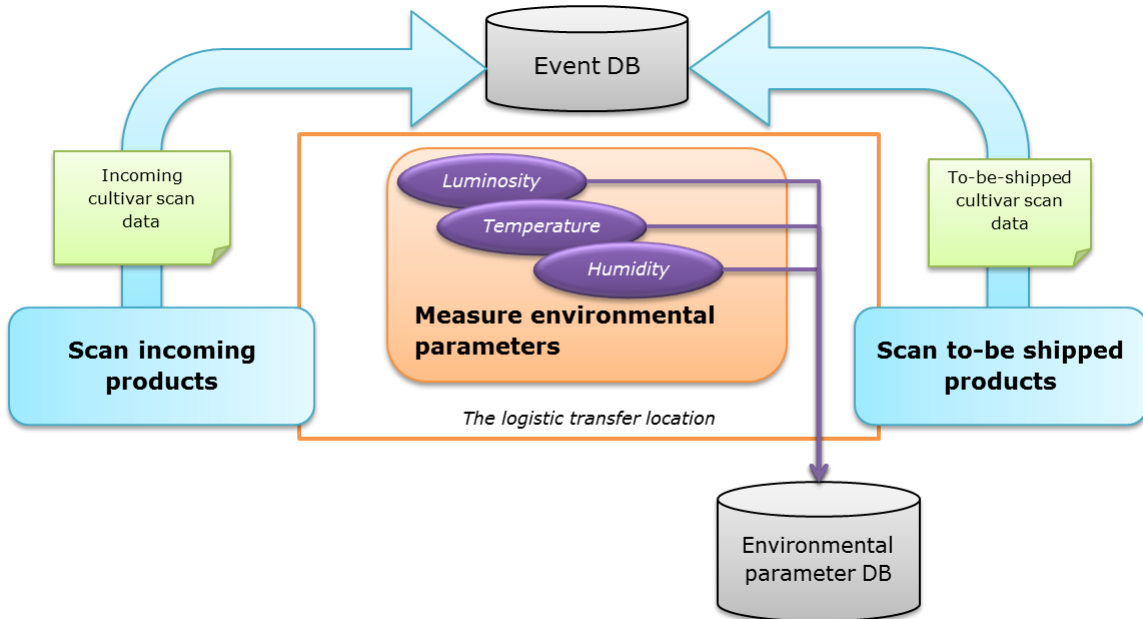 Event DB
Incoming
cultivar scan
data
Luminosity
Temperature
Humidity
To-be-shipped
cultivar scan
data
Measure environmental
parameters
Scan incoming
products
Scan to-be shipped
products
The logistic transfer location
Environmental
parameter DB